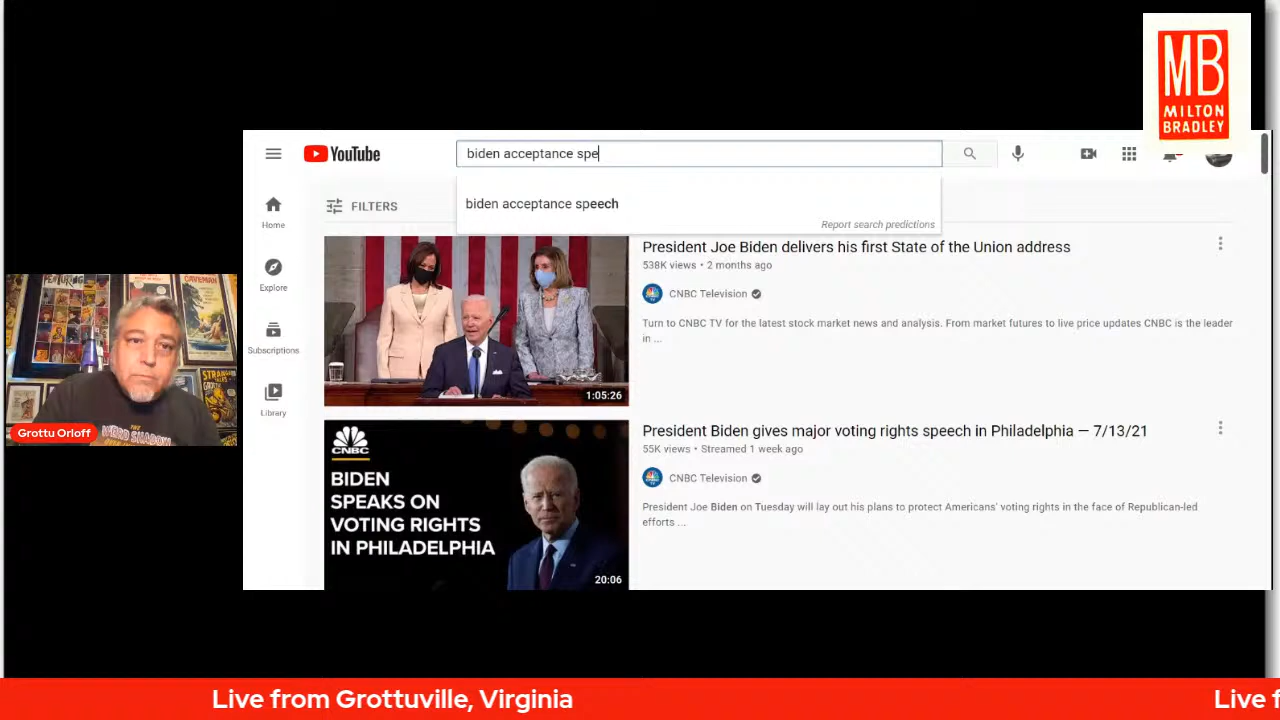 MB
MILTON
BRADLEY
YouTube
biden acceptance spe
biden acceptance speech
Report search predictions
FILTERS
Home
Explore
Subscriptions
Library
President Joe Biden delivers his first State of the Union address
538K views • 2 months ago
CNBC Television
Turn to CNBC TV for the latest stock market news and analysis. From market futures to live price updates CNBC is the leader
in ...
1:05:26
President Biden gives major voting rights speech in Philadelphia — 7/13/21
55K views • Streamed 1 week ago
CNBC Television
President Joe Biden on Tuesday will lay out his plans to protect Americans' voting rights in the face of Republican-led
efforts ...
CNBC
BIDEN
SPEAKS ON
VOTING RIGHTS
IN PHILADELPHIA
20:06
CAVEMAN
STRANGE
Grottu Orloff
Live from Grottuville, Virginia
Live f